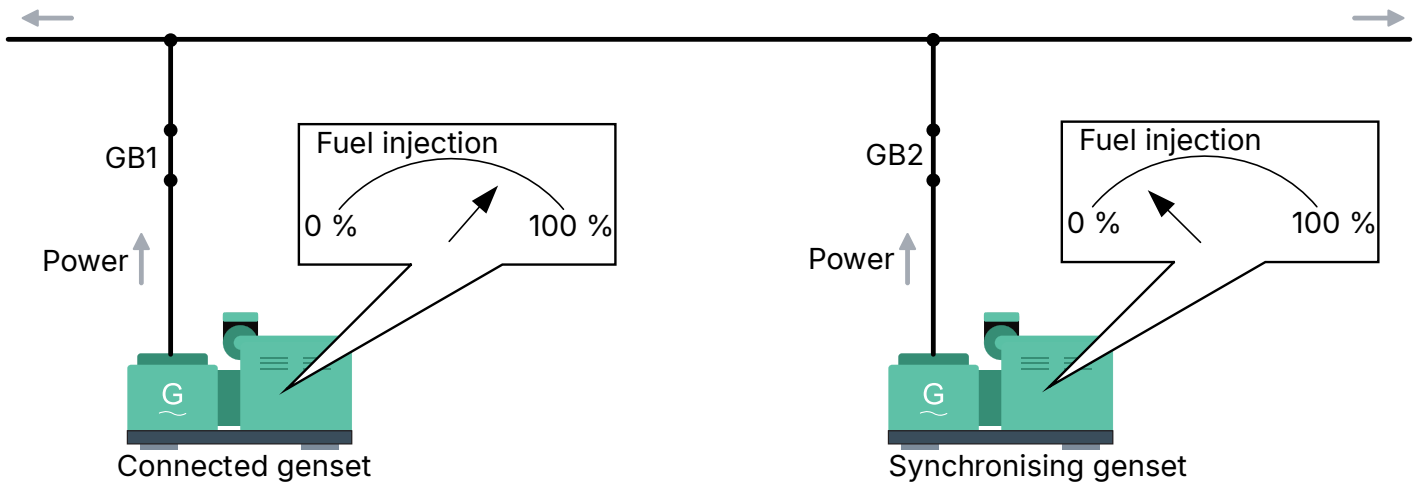 GB1
Fuel injection
0 %
100 %
Power
G
Connected genset
GB2
Fuel injection
0 %
100 %
Power
G
Synchronising genset